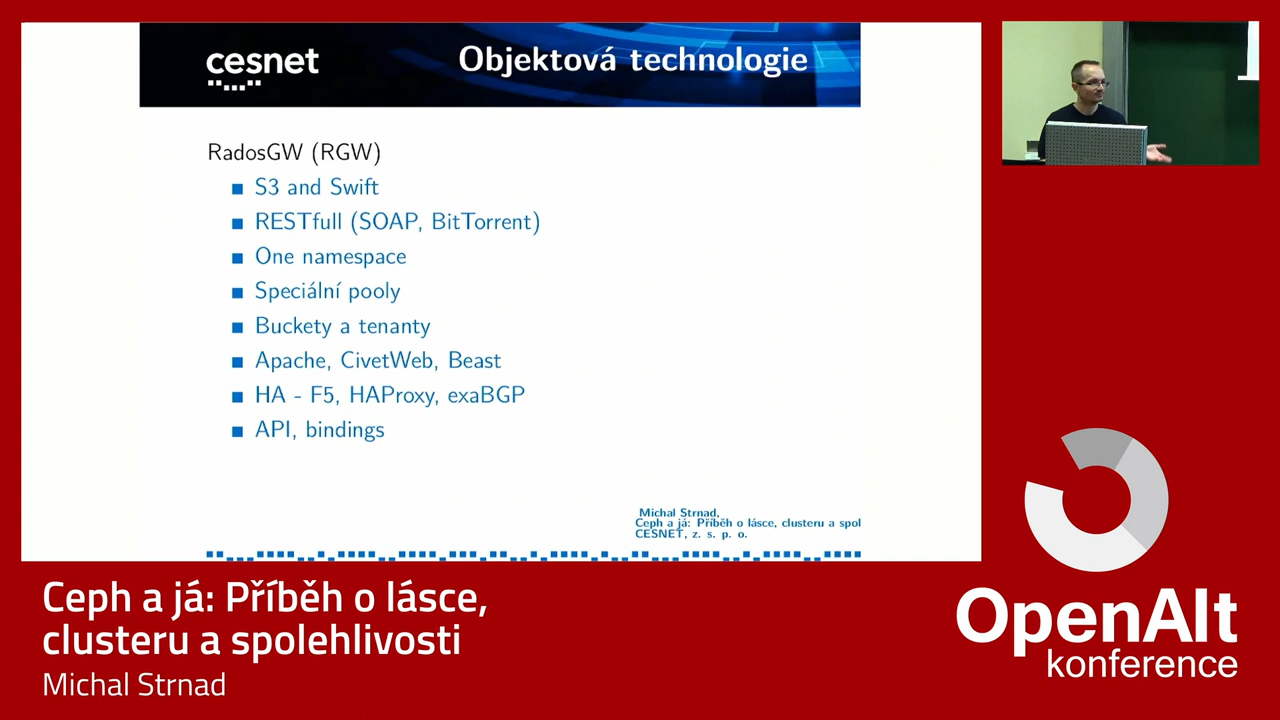 cesnet
Objektová technologie
RadosGW (RGW)
S3 and Swift
RESTfull (SOAP, BitTorrent)
One namespace
Speciální pooly
Buckety a tenanty
Apache, CivetWeb, Beast
HA - F5, HAProxy, exaBGP
API, bindings
Michal Strnad,
Ceph a já: Příběh o lásce, clusteru a spol
CESNET, z. s. p. o.
Ceph a já: Příběh o lásce,
clusteru a spolehlivosti
Michal Strnad
OpenAlt
konference